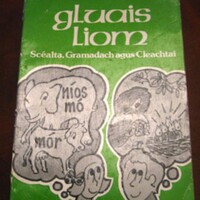 gluais
liom
Scéalta, Gramadach agus Cleachtaí
níos
mó
mór